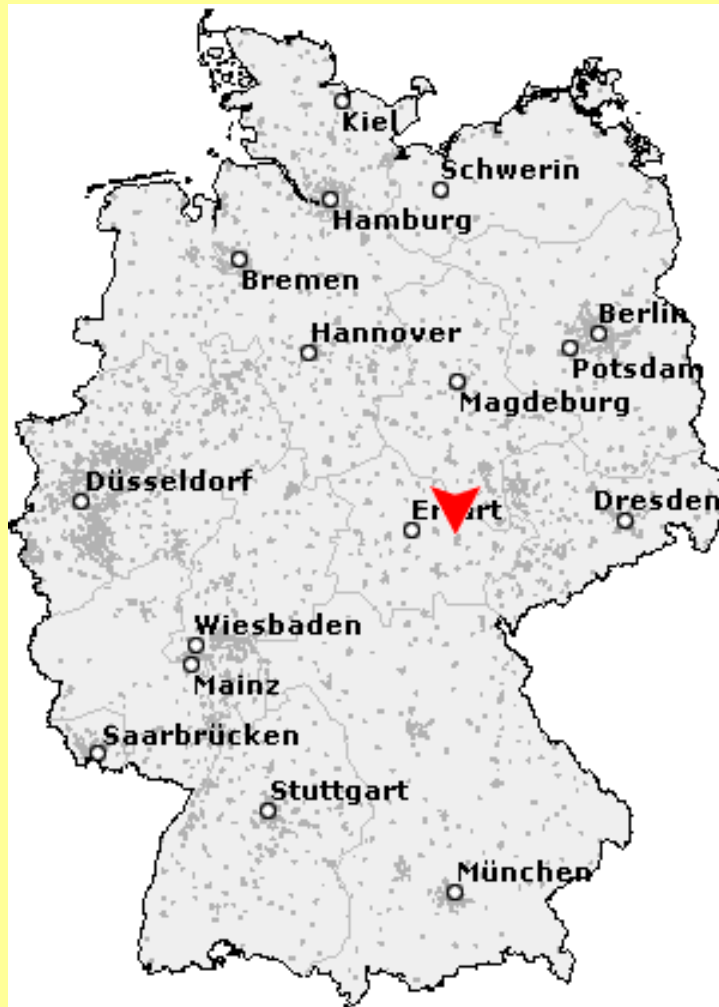 Kiel
Schwerin
Hamburg
Bremen
Berlin
Hannover
Potsdam
Magdeburg
Düsseldorf
Dresden
Wiesbaden
Mainz
Saarbrücken
Stuttgart
München